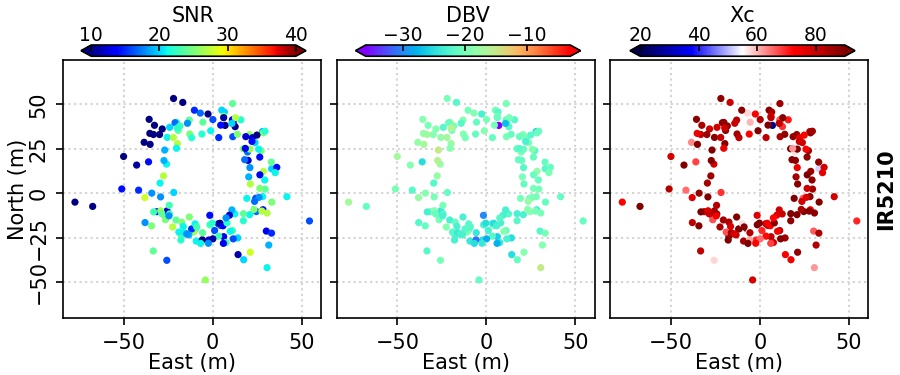 SNR DBV Xc
10 20 30 40 −30 −20 −10 20 40 60 80
50
25
0
−25
−50
North (m)
−50 0 50 −50 0 50 −50 0 50
East (m) East (m) East (m)
IR5210